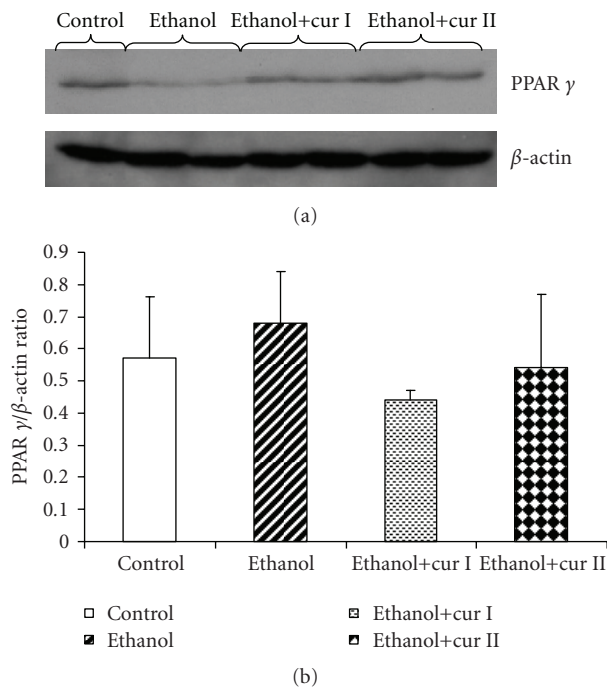 Control Ethanol Ethanol+cur I Ethanol+cur II
PPAR γ
β-actin
(a)
PPAR γ/β-actin ratio
0.9
0.8
0.7
0.6
0.5
0.4
0.3
0.2
0.1
0
Control Ethanol Ethanol+cur I Ethanol+cur II
Control Ethanol+cur I
Ethanol Ethanol+cur II
(b)